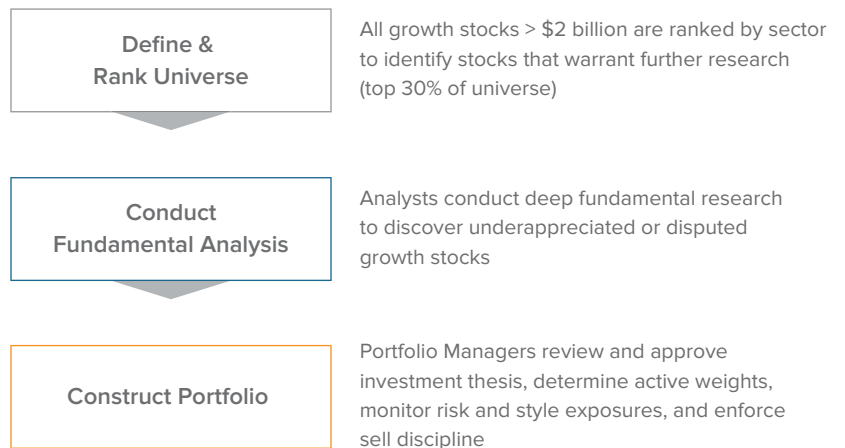 Define &
Rank Universe
All growth stocks > $2 billion are ranked by sector
to identify stocks that warrant further research
(top 30% of universe)
Conduct
Fundamental Analysis
Analysts conduct deep fundamental research
to discover underappreciated or disputed
growth stocks
Construct Portfolio
Portfolio Managers review and approve
investment thesis, determine active weights,
monitor risk and style exposures, and enforce
sell discipline